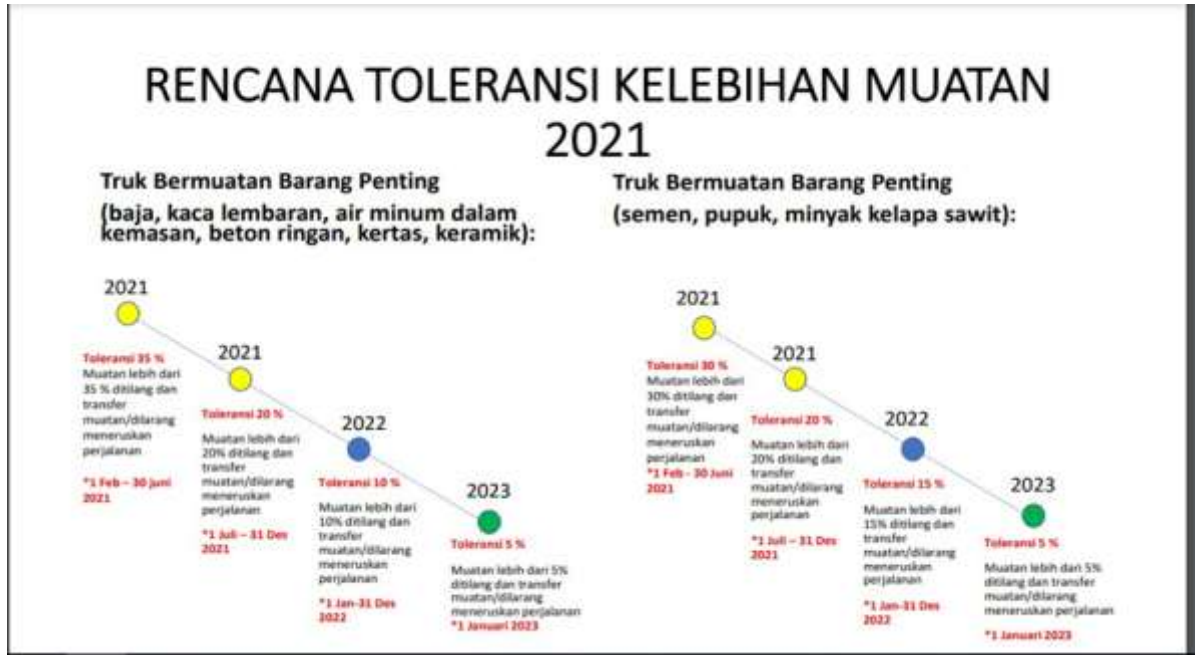 RENCANA TOLERANSI KELEBIHAN MUATAN
2021
Truk Bermuatan Barang Penting
(baja, kaca lembaran, air minum dalam
kemasan, beton ringan, kertas, keramik):
2021
Toleransi 35 %
Muatan lebih dari
35 % ditilang dan
transfer
muatan/dilarang
meneruskan
perjalanan
*1 Feb – 30 juni
2021
2021
Toleransi 20 %
Muatan lebih dari
20% ditilang dan
transfer
muatan/dilarang
meneruskan
perjalanan
*1 Juli – 31 Des
2021
2022
Toleransi 10 %
Muatan lebih dari
10% ditilang dan
transfer
muatan/dilarang
meneruskan
perjalanan
*1 Jan-31 Des
2022
2023
Toleransi 5 %
Muatan lebih dari 5%
ditilang dan transfer
muatan/dilarang
meneruskan perjalanan
*1 Januari 2023
Truk Bermuatan Barang Penting
(semen, pupuk, minyak kelapa sawit):
2021
Toleransi 30 %
Muatan lebih dari
30% ditilang dan
transfer
muatan/dilarang
meneruskan
perjalanan
*1 Feb - 30 Juni
2021
2021
Toleransi 20 %
Muatan lebih dari
20% ditilang dan
transfer
muatan/dilarang
meneruskan
perjalanan
*1 Juli – 31 Des
2021
2022
Toleransi 15 %
Muatan lebih dari
15% ditilang dan
transfer
muatan/dilarang
meneruskan
perjalanan
*1 Jan-31 Des
2022
2023
Toleransi 5 %
Muatan lebih dari 5%
ditilang dan transfer
muatan/dilarang
meneruskan perjalanan
*1 Januari 2023